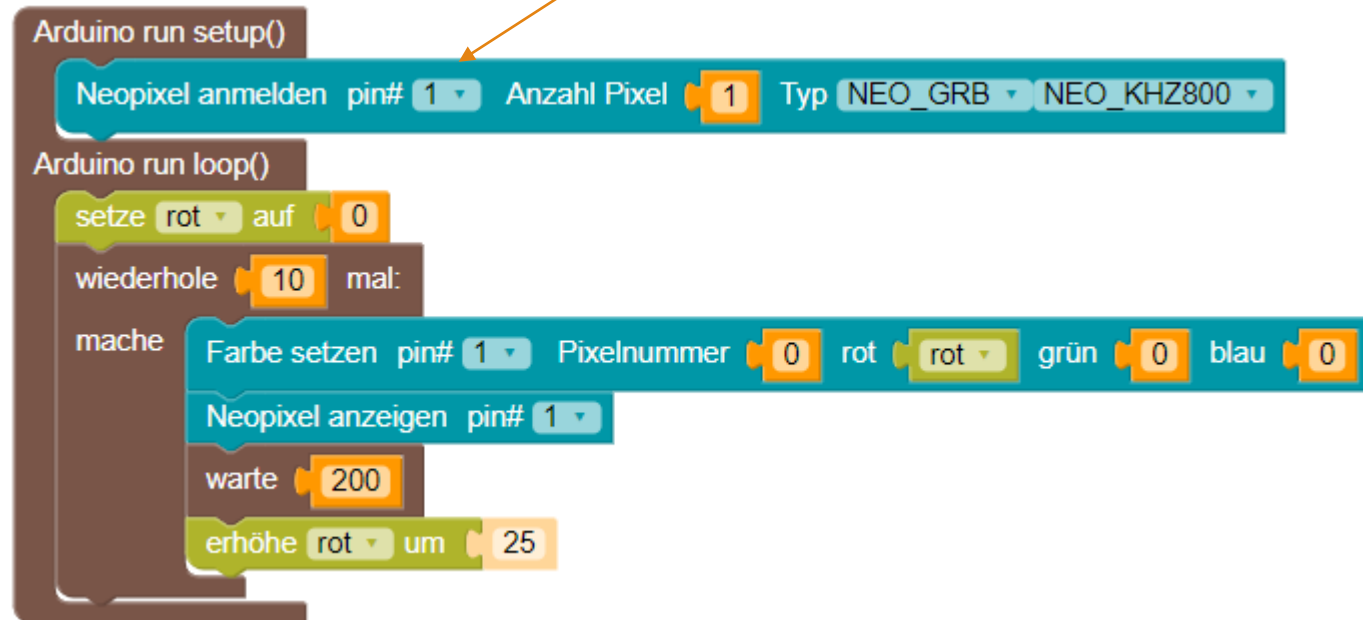 Arduino run setup()
Neopixel anmelden pin# 1 Anzahl Pixel 1 Typ NEO_GRB NEO_KHZ800
Arduino run loop()
setze rot auf 0
wiederhole 10 mal:
mache Farbe setzen pin# 1 Pixelnummer 0 rot rot grün 0 blau 0
Neopixel anzeigen pin# 1
warte 200
erhöhe rot um 25